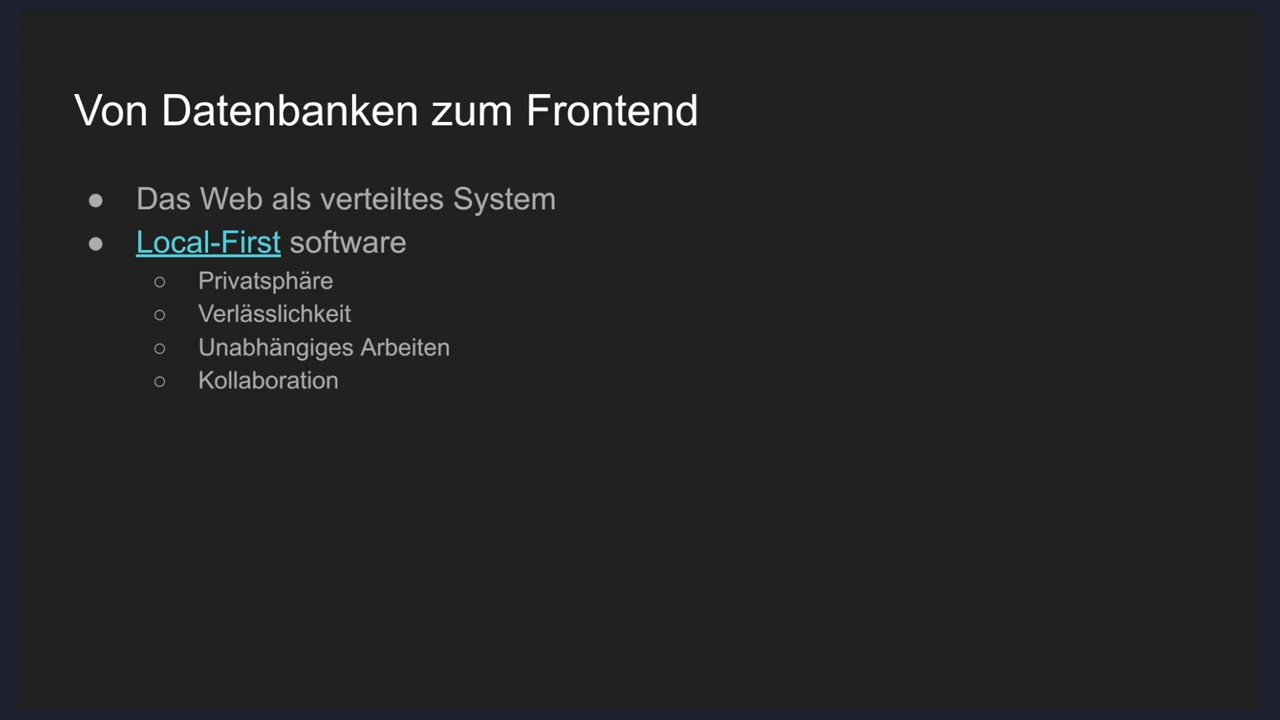 Von Datenbanken zum Frontend
● Das Web als verteiltes System
● Local-First software
○ Privatsphäre
○ Verlässlichkeit
○ Unabhängiges Arbeiten
○ Kollaboration